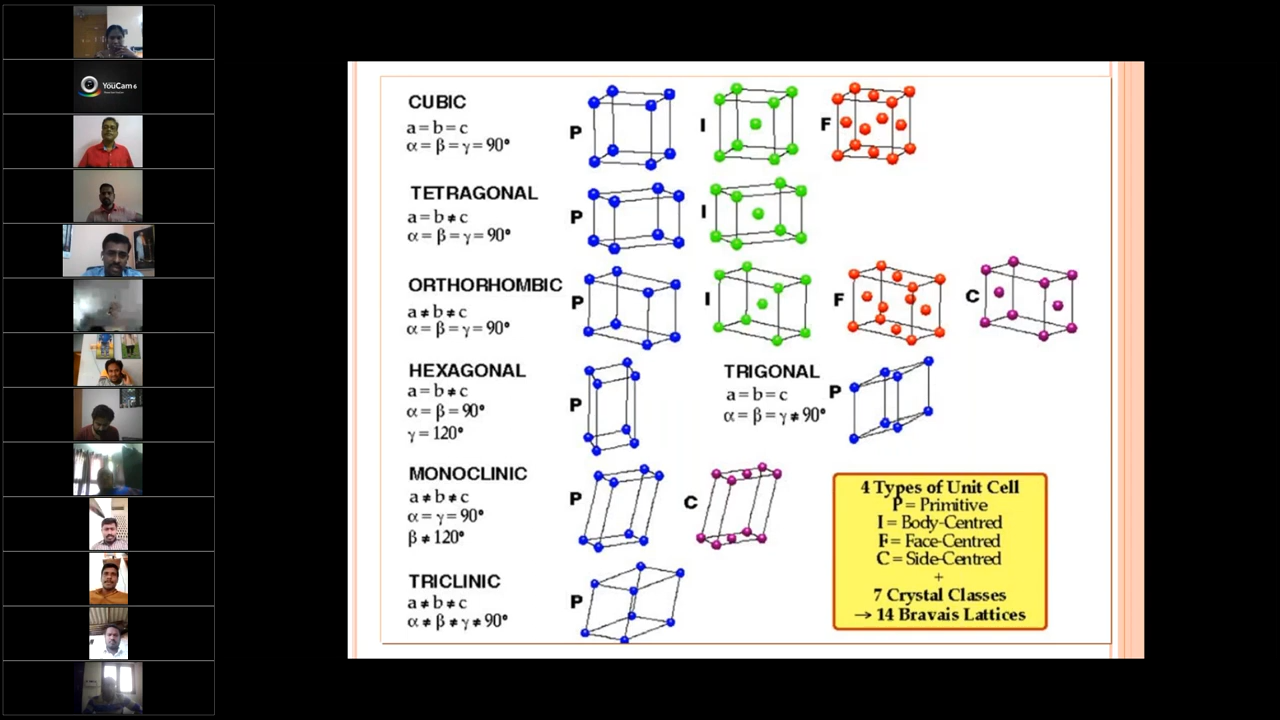 YouCam 6
CUBIC
a = b = c
α = β = γ = 90°
P
I
F
TETRAGONAL
a = b ≠ c
α = β = γ = 90°
P
I
ORTHORHOMBIC
a ≠ b ≠ c
α = β = γ = 90°
P
I
F
C
HEXAGONAL
a = b ≠ c
α = β = 90°
γ = 120°
P
TRIGONAL
a = b = c
α = β = γ ≠ 90°
P
MONOCLINIC
a ≠ b ≠ c
α = γ = 90°
β ≠ 120°
P
C
TRICLINIC
a ≠ b ≠ c
α ≠ β ≠ γ ≠ 90°
P
4 Types of Unit Cell
P = Primitive
I = Body-Centred
F = Face-Centred
C = Side-Centred
+
7 Crystal Classes
→ 14 Bravais Lattices